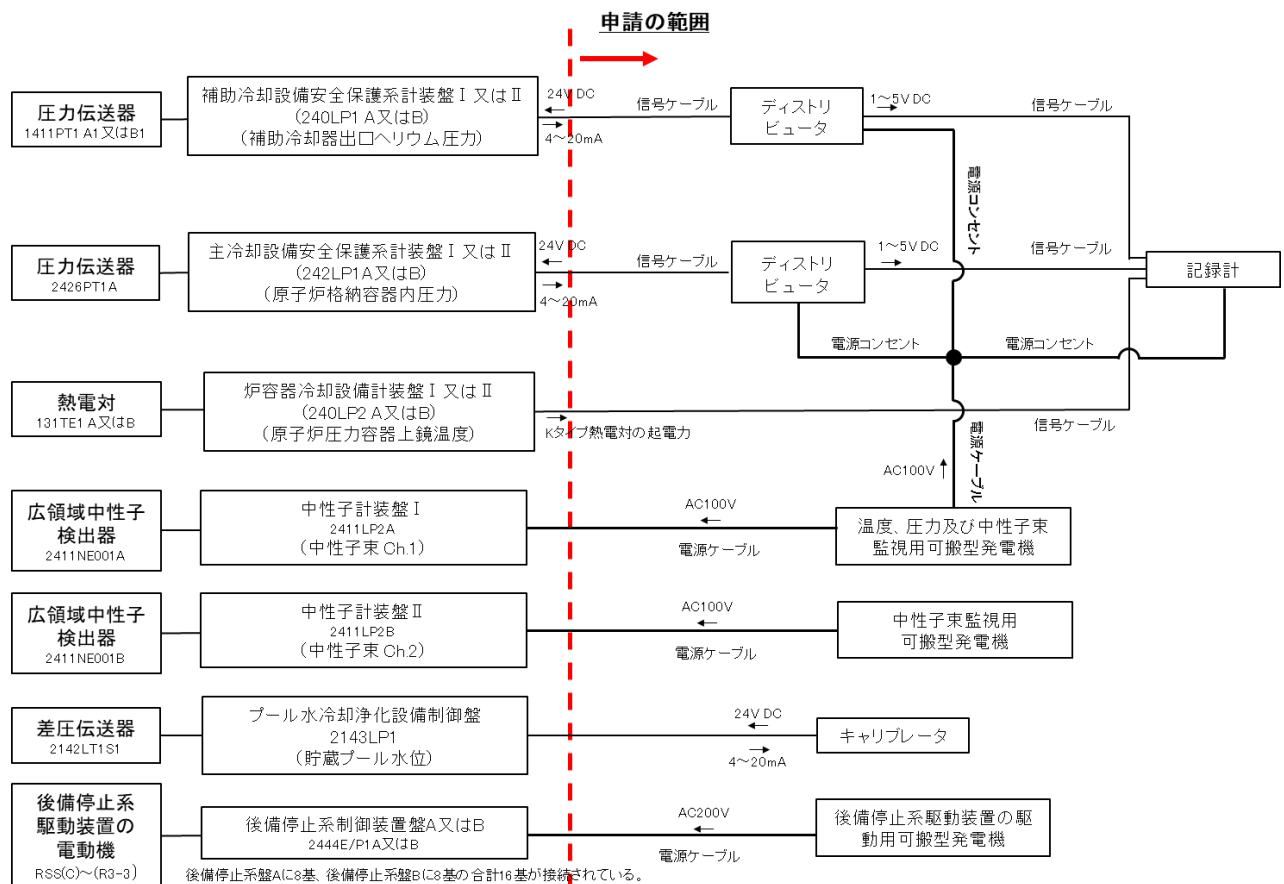 申請の範囲
圧力伝送器
1411PT1 A1又はB1
補助冷却設備安全保護系計装盤Ⅰ又はⅡ
(240LP1 A又はB)
(補助冷却器出口ヘリウム圧力)
24V DC
4～20mA
信号ケーブル
ディストリ
ビュータ
1～5V DC
信号ケーブル
電源コンセント
圧力伝送器
2426PT1A
主冷却設備安全保護系計装盤Ⅰ又はⅡ
(242LP1A又はB)
(原子炉格納容器内圧力)
24V DC
4～20mA
信号ケーブル
ディストリ
ビュータ
1～5V DC
信号ケーブル
記録計
電源コンセント
電源コンセント
熱電対
131TE1 A又はB
炉容器冷却設備計装盤Ⅰ又はⅡ
(240LP2 A又はB)
(原子炉圧力容器上鏡温度)
Kタイプ熱電対の起電力
信号ケーブル
電源ケーブル
AC100V
広領域中性子
検出器
2411NE001A
中性子計装盤Ⅰ
2411LP2A
(中性子束 Ch.1)
AC100V
電源ケーブル
温度、圧力及び中性子束
監視用可搬型発電機
広領域中性子
検出器
2411NE001B
中性子計装盤Ⅱ
2411LP2B
(中性子束 Ch.2)
AC100V
電源ケーブル
中性子束監視用
可搬型発電機
差圧伝送器
2142LT1S1
プール水冷却浄化設備制御盤
2143LP1
(貯蔵プール水位)
24V DC
4～20mA
キャリブレータ
後備停止系
駆動装置の
電動機
RSS(C)～(R3-3)
後備停止系制御装置盤A又はB
2444E/P1A又はB
AC200V
電源ケーブル
後備停止系駆動装置の駆
動用可搬型発電機
後備停止系盤Aに8基、後備停止系盤Bに8基の合計16基が接続されている。